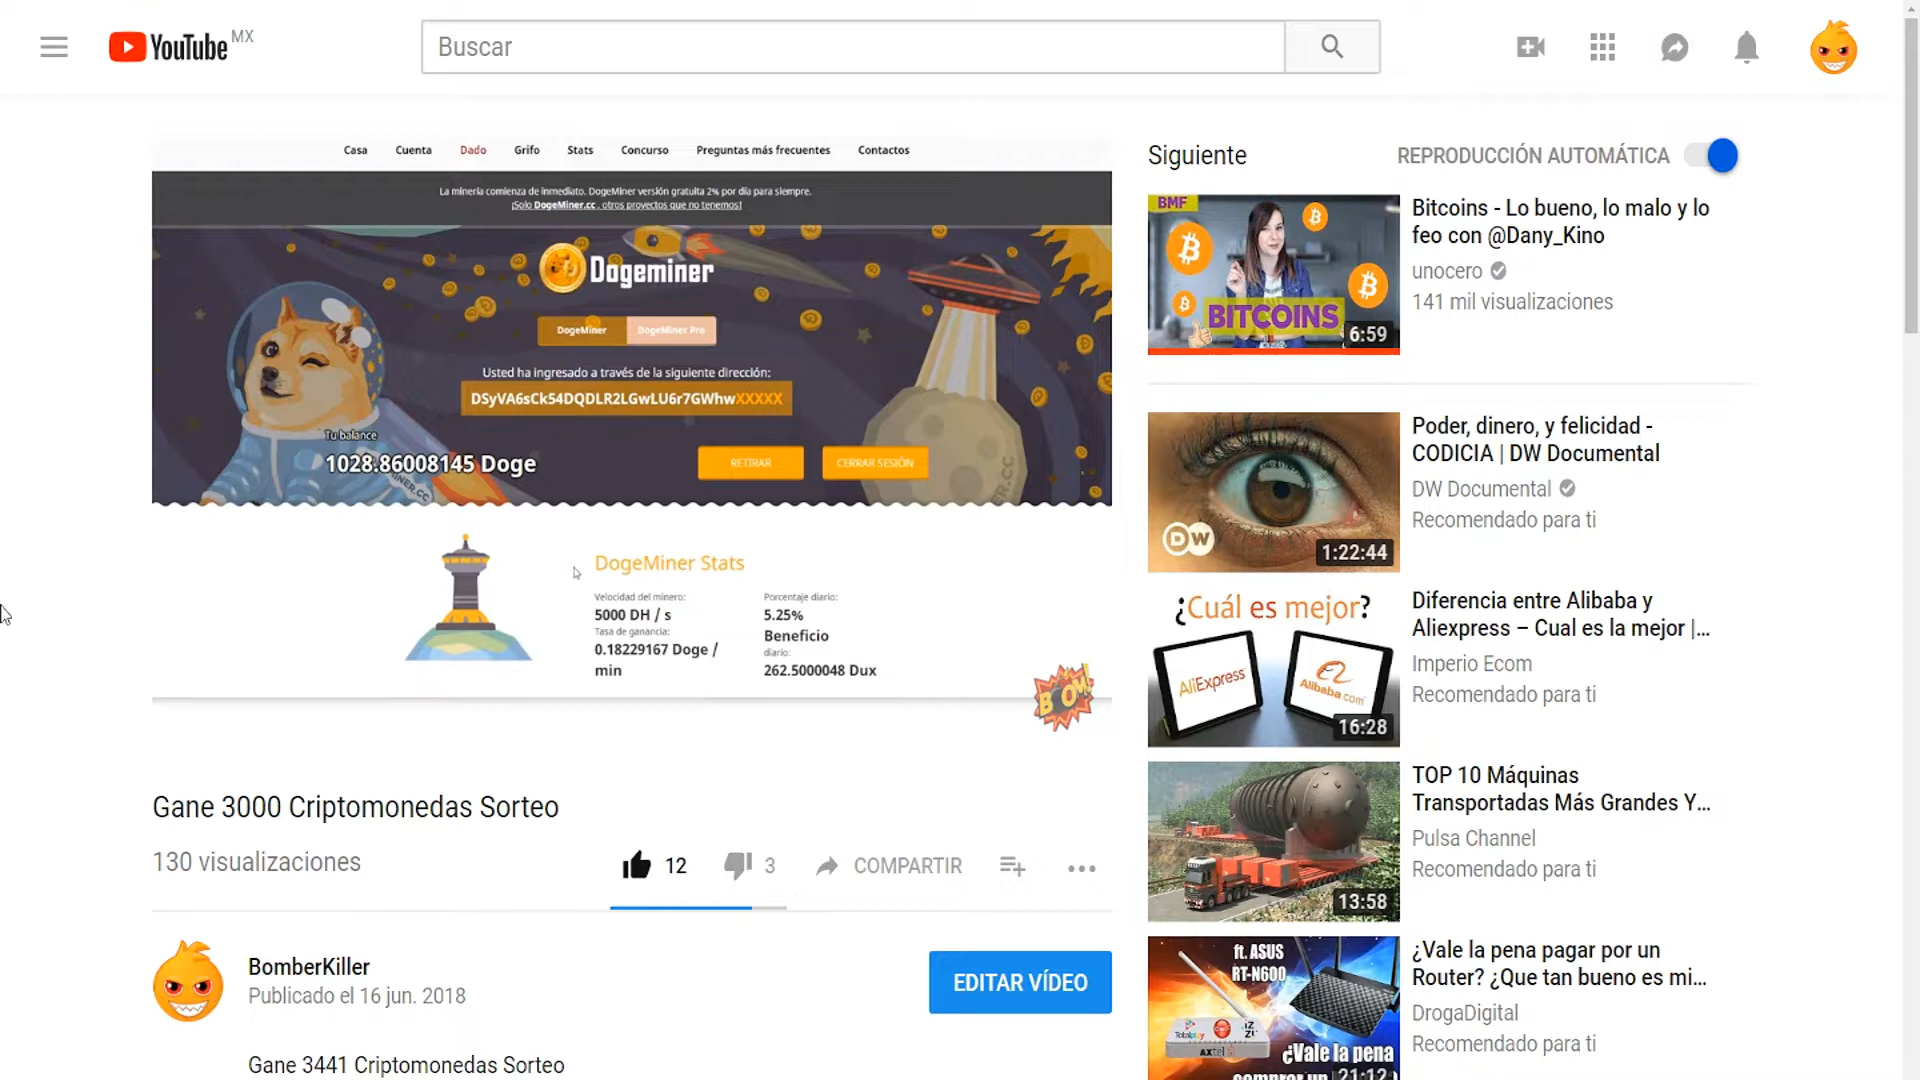 YouTube MX
Buscar
Casa Cuenta Dado Grifo Stats Concurso Preguntas más frecuentes Contactos
La minería comienza de inmediato. DogeMiner versión gratuita 2% por día para siempre.
¡Solo DogeMiner.cc , otros proyectos que no tenemos!
Dogeminer
DogeMiner DogeMiner Pro
Usted ha ingresado a través de la siguiente dirección:
DSyVA6sCk54DQDLR2LGwLU6r7GWhwXXXXX
Tu balance
1028.86008145 Doge
RETIRAR CERRAR SESIÓN
DogeMiner Stats
Velocidad del minero:
5000 DH / s
Tasa de ganancia:
0.18229167 Doge /
min
Porcentaje diario:
5.25%
Beneficio
diario:
262.5000048 Dux
BOOM!
Gane 3000 Criptomonedas Sorteo
130 visualizaciones
12 3 COMPARTIR
BomberKiller
Publicado el 16 jun. 2018
EDITAR VÍDEO
Gane 3441 Criptomonedas Sorteo
Siguiente
REPRODUCCIÓN AUTOMÁTICA
BMF
BITCOINS
6:59
Bitcoins - Lo bueno, lo malo y lo
feo con @Dany_Kino
unocero
141 mil visualizaciones
DW
1:22:44
Poder, dinero, y felicidad -
CODICIA | DW Documental
DW Documental
Recomendado para ti
¿Cuál es mejor?
AliExpress
Alibaba.com
16:28
Diferencia entre Alibaba y
Aliexpress – Cual es la mejor |...
Imperio Ecom
Recomendado para ti
13:58
TOP 10 Máquinas
Transportadas Más Grandes Y...
Pulsa Channel
Recomendado para ti
ft. ASUS
RT-N600
Totalplay
IZZI
AXtel
¿Vale la pena
comprar un
21:12
¿Vale la pena pagar por un
Router? ¿Que tan bueno es mi...
DrogaDigital
Recomendado para ti